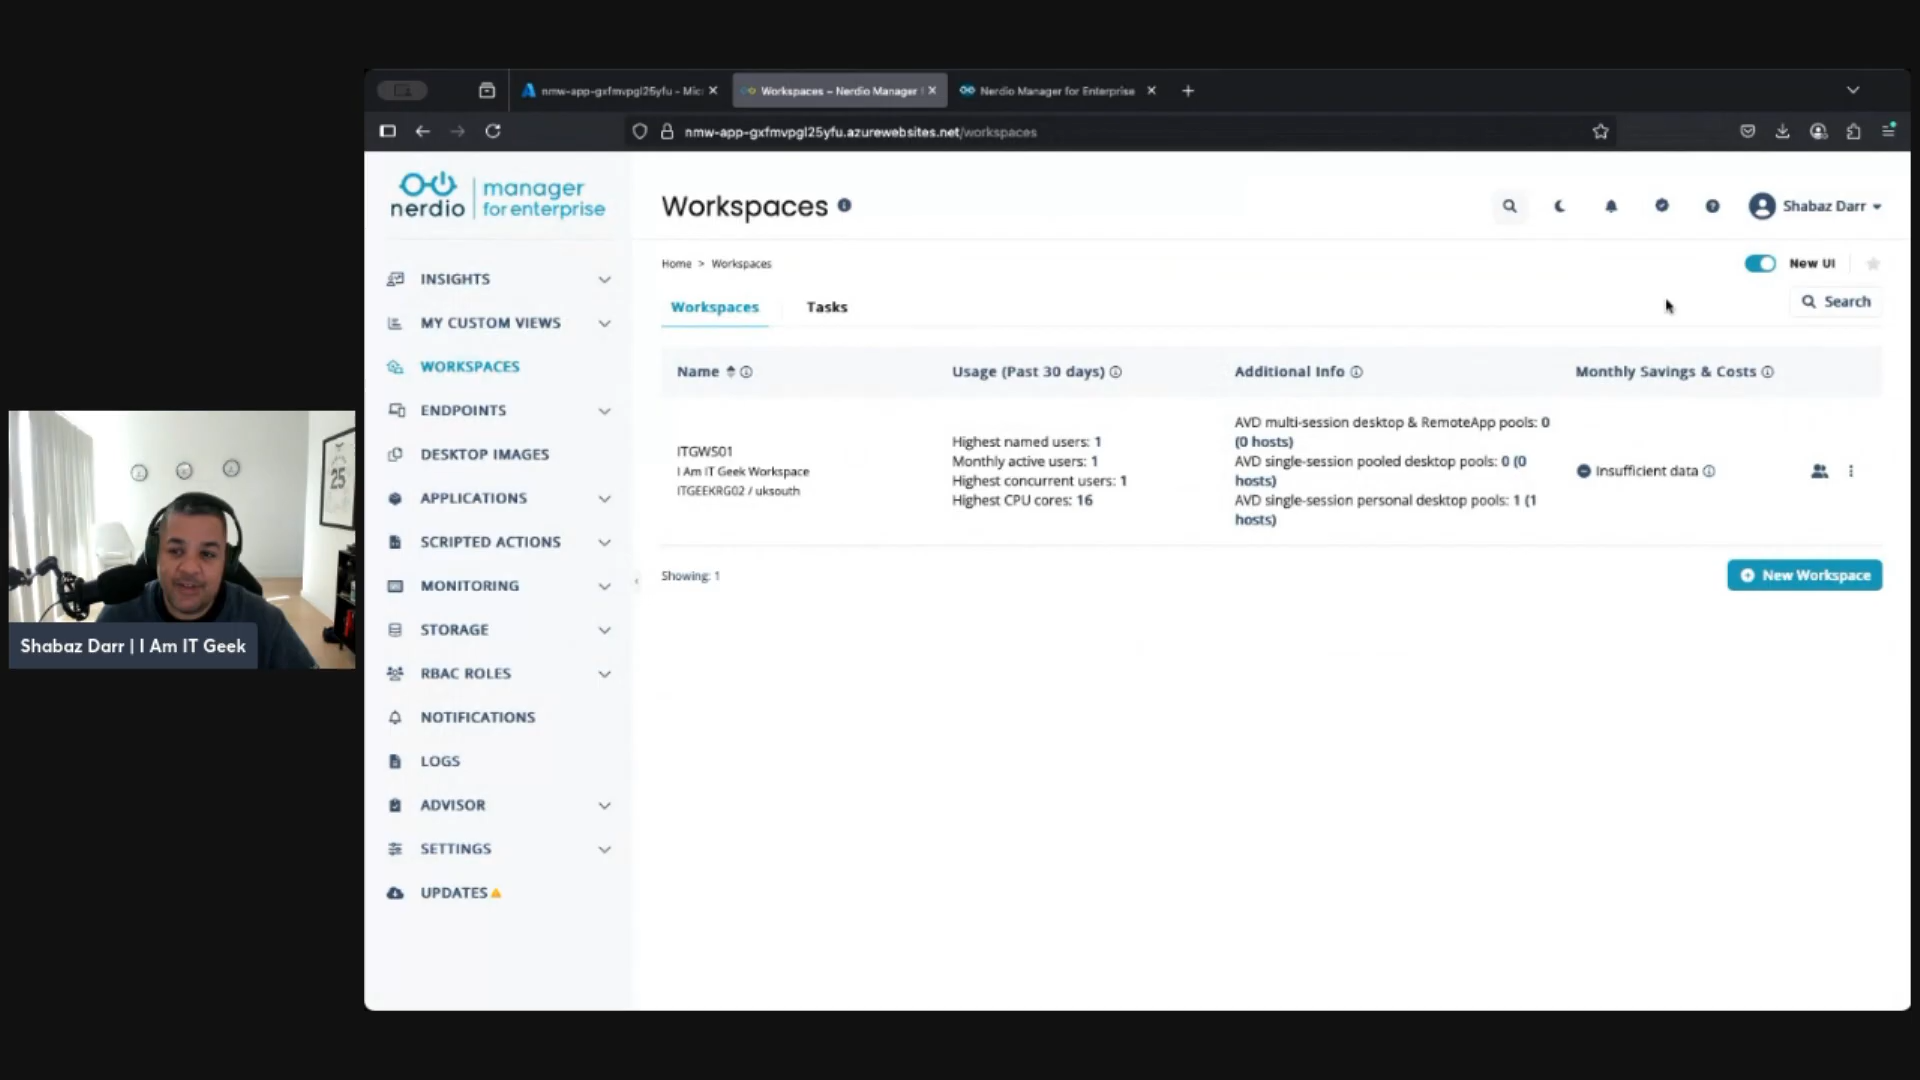 nmw-app-gxfmvpgl25yfu - Mic
Workspaces – Nerdio Manager
Nerdio Manager for Enterprise
nmw-app-gxfmvpgl25yfu.azurewebsites.net/workspaces
nerdio
manager
for enterprise
Workspaces
Shabaz Darr
Home > Workspaces
New UI
Workspaces
Tasks
Search
INSIGHTS
MY CUSTOM VIEWS
WORKSPACES
ENDPOINTS
DESKTOP IMAGES
APPLICATIONS
SCRIPTED ACTIONS
MONITORING
STORAGE
RBAC ROLES
NOTIFICATIONS
LOGS
ADVISOR
SETTINGS
UPDATES
Name
Usage (Past 30 days)
Additional Info
Monthly Savings & Costs
ITGWS01
I Am IT Geek Workspace
ITGEEKRG02 / uksouth
Highest named users: 1
Monthly active users: 1
Highest concurrent users: 1
Highest CPU cores: 16
AVD multi-session desktop & RemoteApp pools: 0
(0 hosts)
AVD single-session pooled desktop pools: 0 (0
hosts)
AVD single-session personal desktop pools: 1 (1
hosts)
Insufficient data
Showing: 1
New Workspace
25
Shabaz Darr | I Am IT Geek